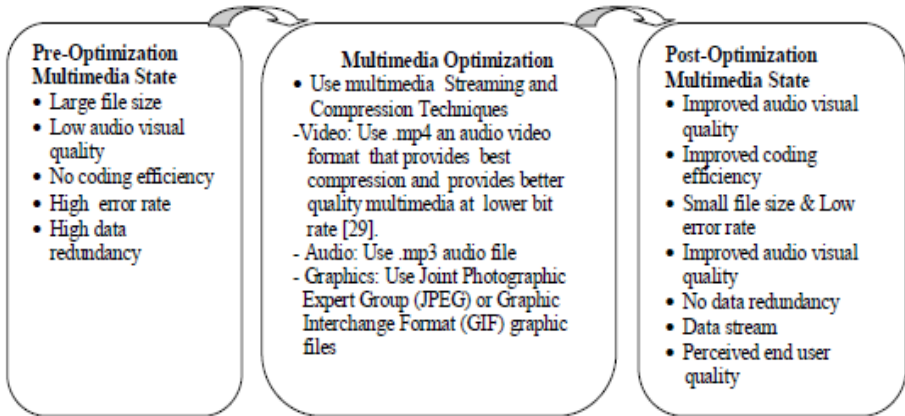 Pre-Optimization
Multimedia State
• Large file size
• Low audio visual
quality
• No coding efficiency
• High error rate
• High data
redundancy
Multimedia Optimization
• Use multimedia Streaming and
Compression Techniques
-Video: Use .mp4 an audio video
format that provides best
compression and provides better
quality multimedia at lower bit
rate [29].
- Audio: Use .mp3 audio file
- Graphics: Use Joint Photographic
Expert Group (JPEG) or Graphic
Interchange Format (GIF) graphic
files
Post-Optimization
Multimedia State
• Improved audio visual
quality
• Improved coding
efficiency
• Small file size & Low
error rate
• Improved audio visual
quality
• No data redundancy
• Data stream
• Perceived end user
quality